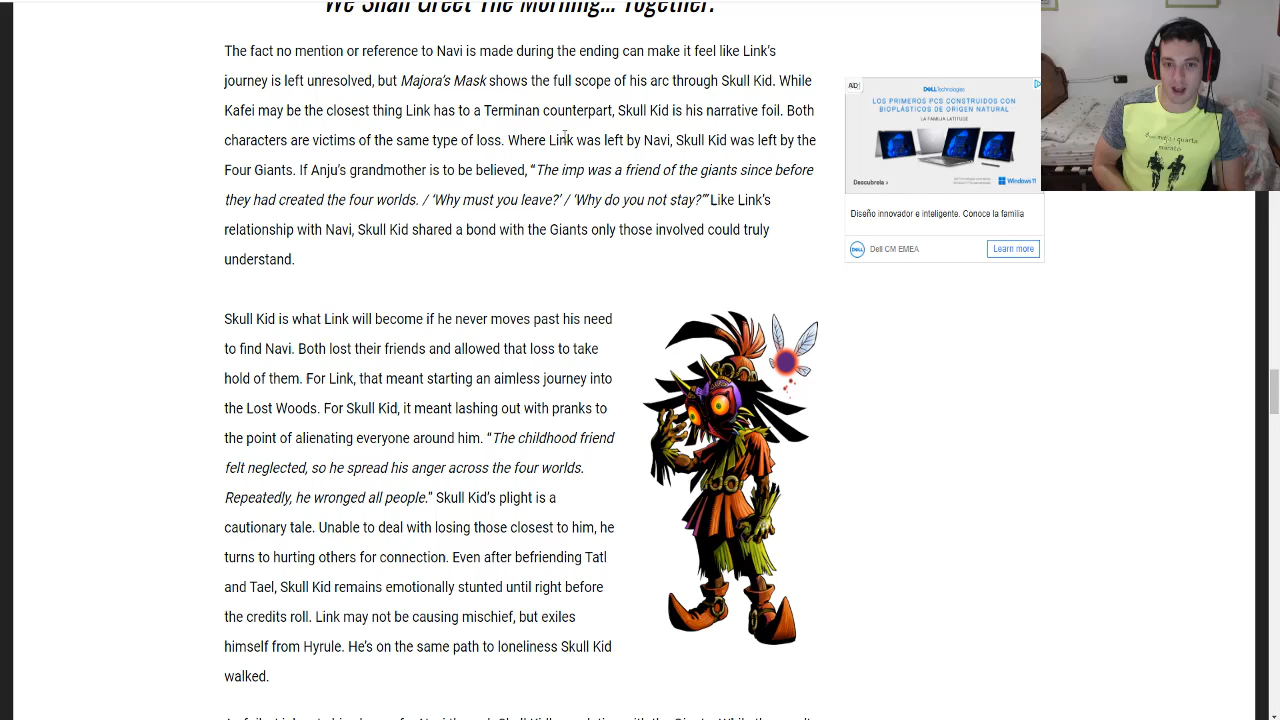 We Shall Greet The Morning... Together.
The fact no mention or reference to Navi is made during the ending can make it feel like Link's
journey is left unresolved, but Majora's Mask shows the full scope of his arc through Skull Kid. While
Kafei may be the closest thing Link has to a Terminian counterpart, Skull Kid is his narrative foil. Both
characters are victims of the same type of loss. Where Link was left by Navi, Skull Kid was left by the
Four Giants. If Anju's grandmother is to be believed, "The imp was a friend of the giants since before
they had created the four worlds. / 'Why must you leave?' / 'Why do you not stay?'" Like Link's
relationship with Navi, Skull Kid shared a bond with the Giants only those involved could truly
understand.
Skull Kid is what Link will become if he never moves past his need
to find Navi. Both lost their friends and allowed that loss to take
hold of them. For Link, that meant starting an aimless journey into
the Lost Woods. For Skull Kid, it meant lashing out with pranks to
the point of alienating everyone around him. "The childhood friend
felt neglected, so he spread his anger across the four worlds.
Repeatedly, he wronged all people." Skull Kid's plight is a
cautionary tale. Unable to deal with losing those closest to him, he
turns to hurting others for connection. Even after befriending Tatl
and Tael, Skull Kid remains emotionally stunted until right before
the credits roll. Link may not be causing mischief, but exiles
himself from Hyrule. He's on the same path to loneliness Skull Kid
walked.
DELL Technologies
LOS PRIMEROS PCS CONSTRUIDOS CON
BIOPLÁSTICOS DE ORIGEN NATURAL
LA FAMILIA LATITUDE
Descubrela >
Windows 11
Diseño innovador e inteligente. Conoce la familia
DELL
Dell CM EMEA
Learn more